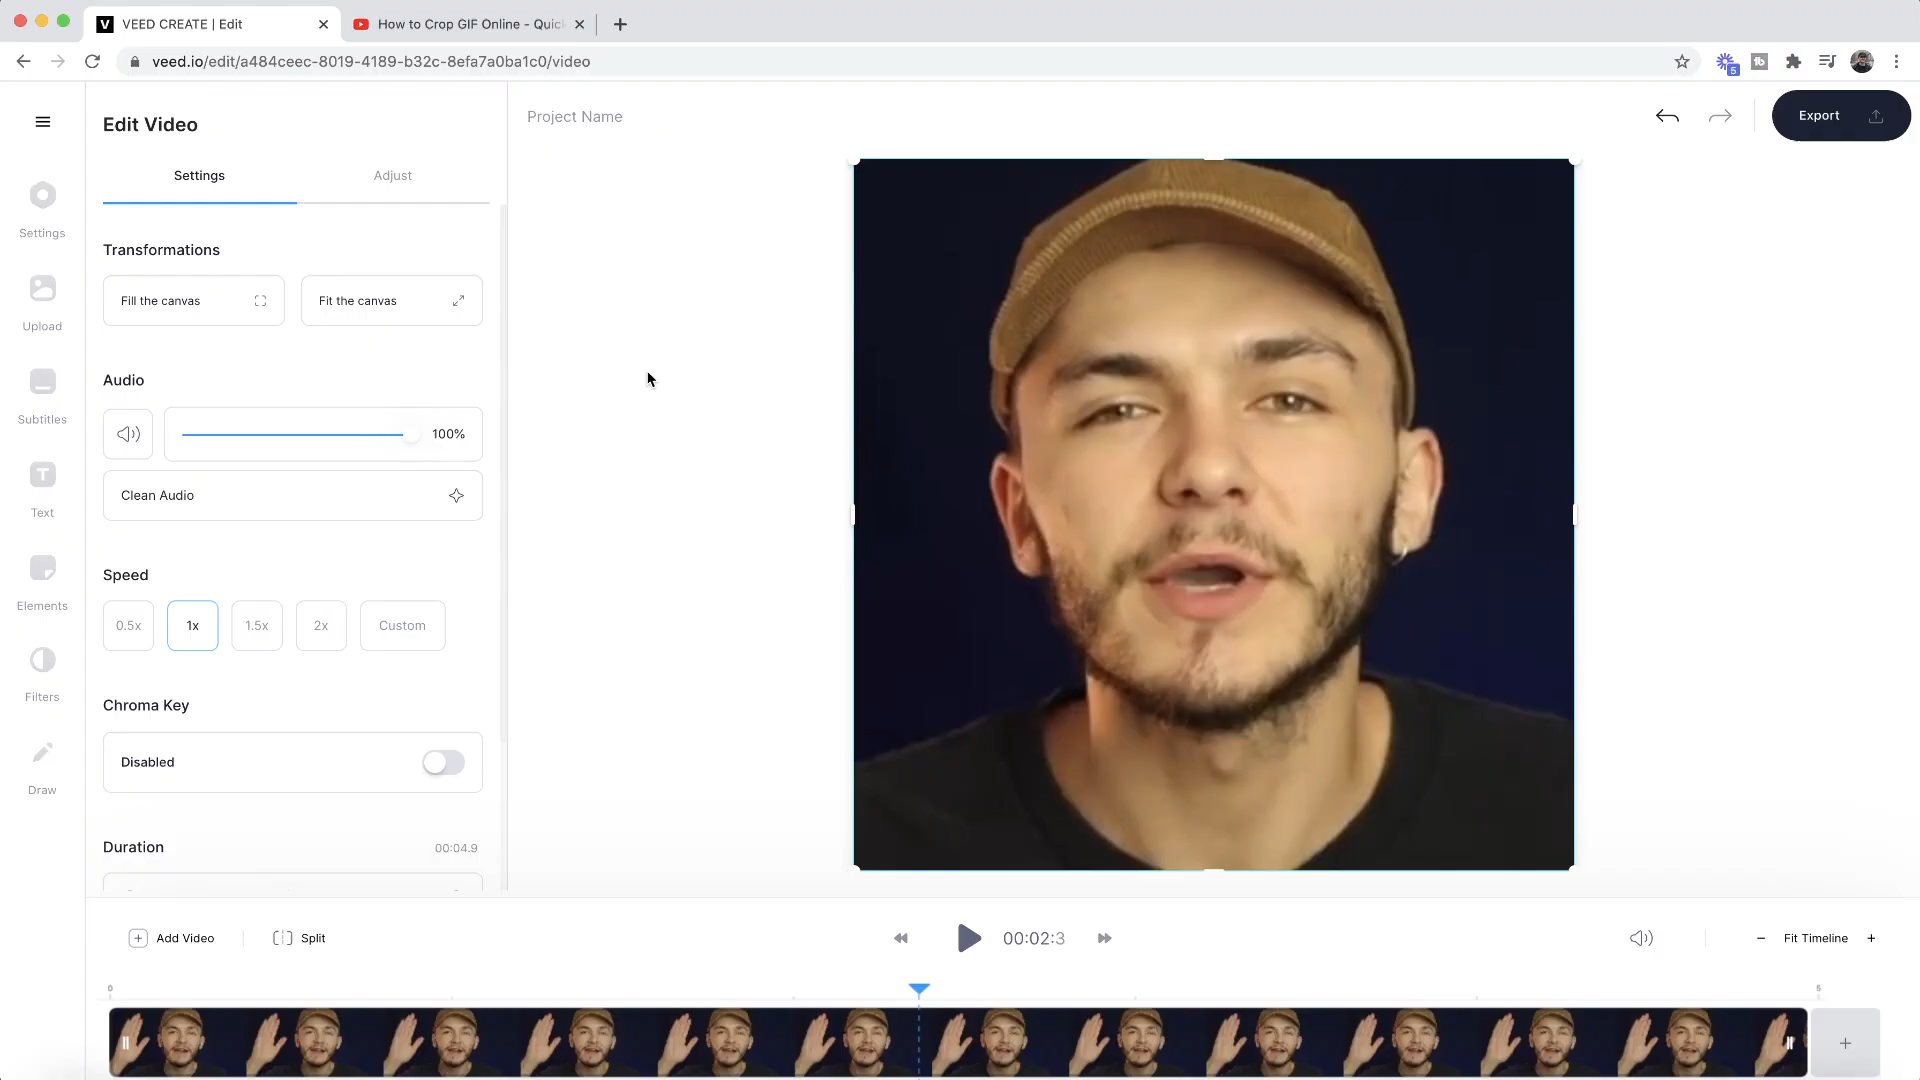 VEED CREATE | Edit
How to Crop GIF Online - Quic
veed.io/edit/a484ceec-8019-4189-b32c-8efa7a0ba1c0/video
5
Edit Video
Project Name
Export
Settings
Adjust
Settings
Upload
Subtitles
Text
Elements
Filters
Draw
Transformations
Fill the canvas
Fit the canvas
Audio
100%
Clean Audio
Speed
0.5x
1x
1.5x
2x
Custom
Chroma Key
Disabled
Duration
00:04.9
Add Video
Split
00:02:3
Fit Timeline
0
5